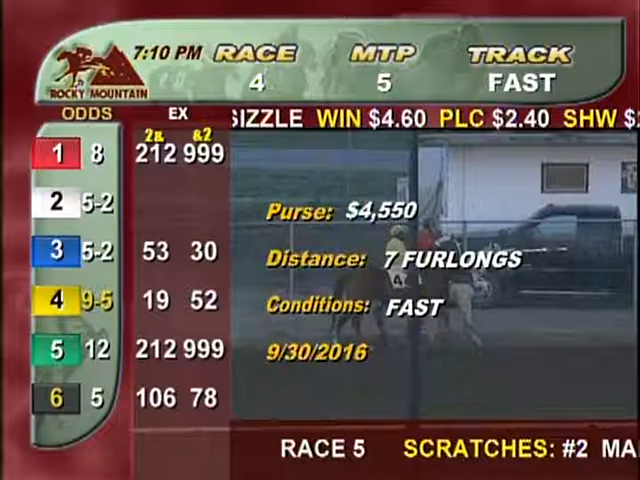 7:10 PM RACE MTP TRACK
4 5 FAST
ROCKY MOUNTAIN
ODDS EX SIZZLE WIN $4.60 PLC $2.40 SHW
2a &2
1 8 212 999
2 5-2
Purse: $4,550
3 5-2 53 30
Distance: 7 FURLONGS
4 9-5 19 52
Conditions: FAST
5 12 212 999
9/30/2016
6 5 106 78
RACE 5 SCRATCHES: #2 MA